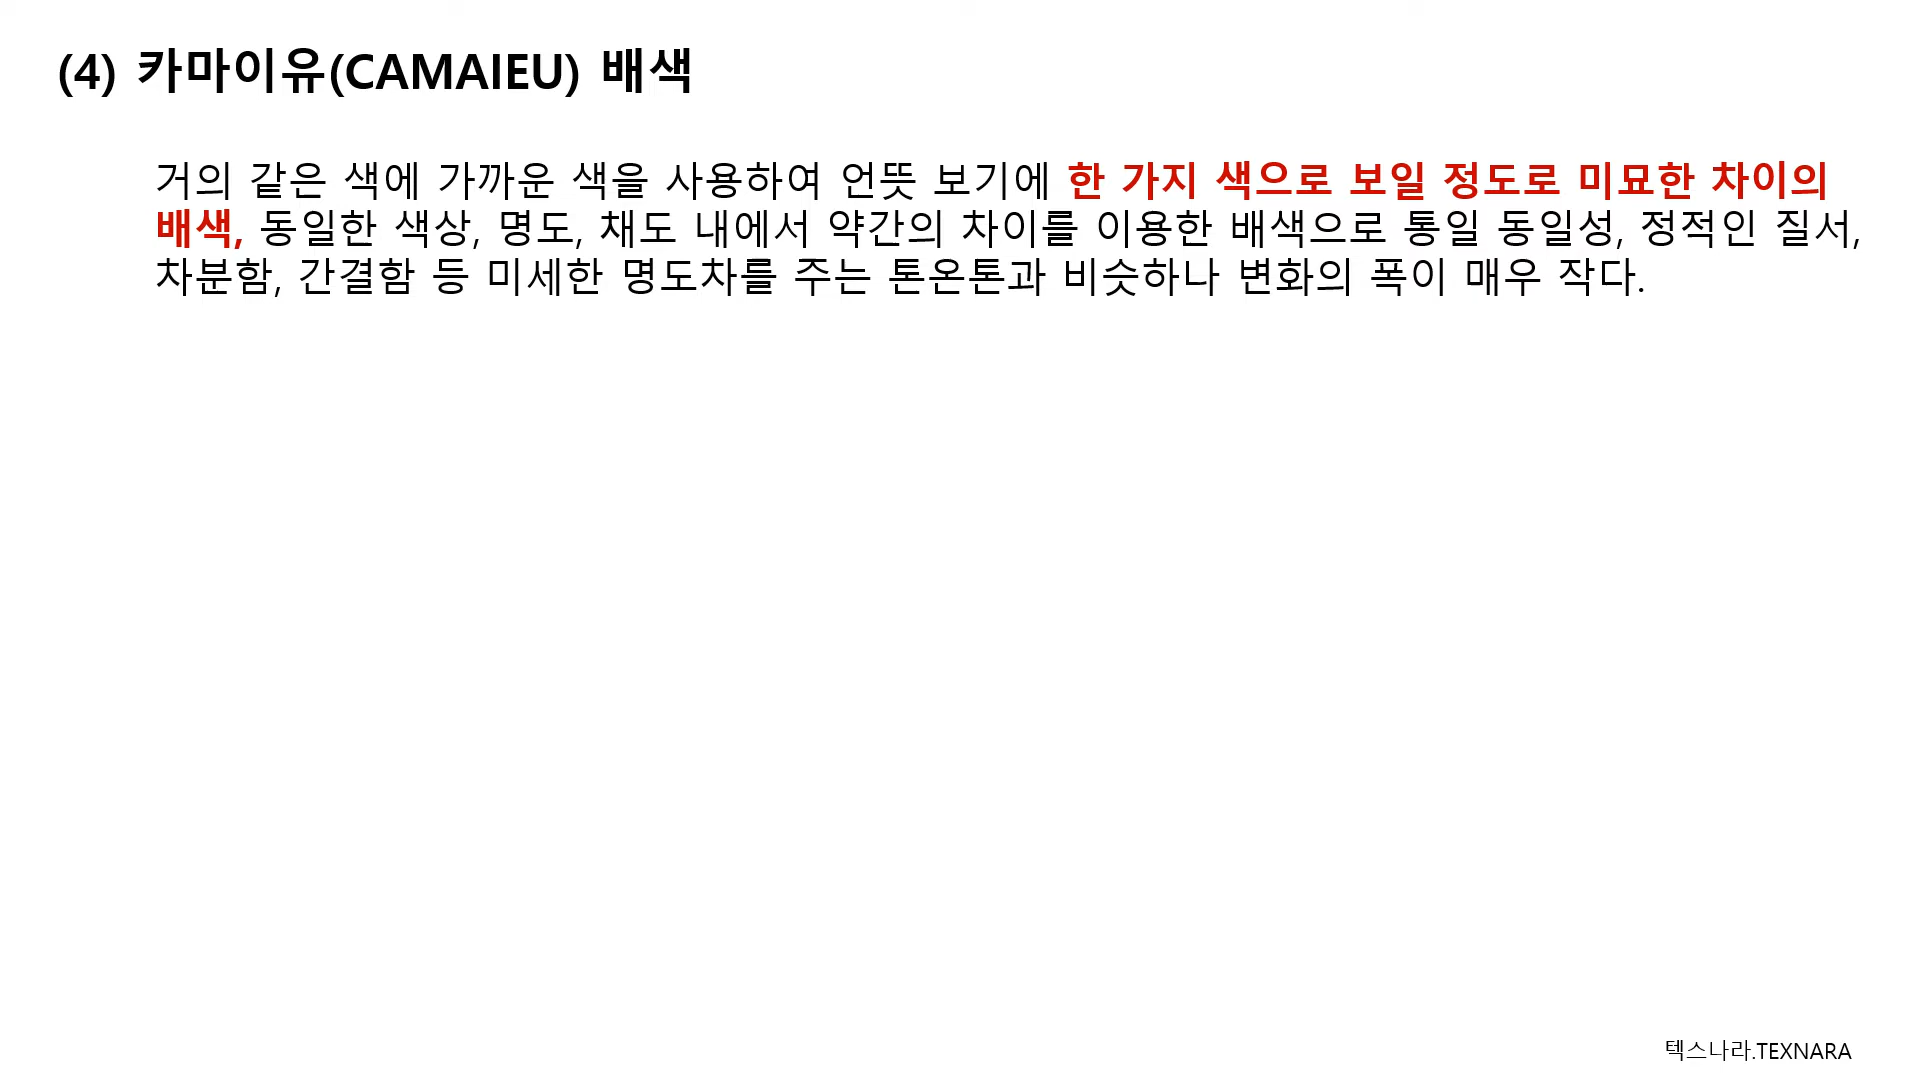 (4) 카마이유(CAMAIEU) 배색
거의 같은 색에 가까운 색을 사용하여 언뜻 보기에 한 가지 색으로 보일 정도로 미묘한 차이의
배색, 동일한 색상, 명도, 채도 내에서 약간의 차이를 이용한 배색으로 통일 동일성, 정적인 질서,
차분함, 간결함 등 미세한 명도차를 주는 톤온톤과 비슷하나 변화의 폭이 매우 작다.
텍스나라.TEXNARA